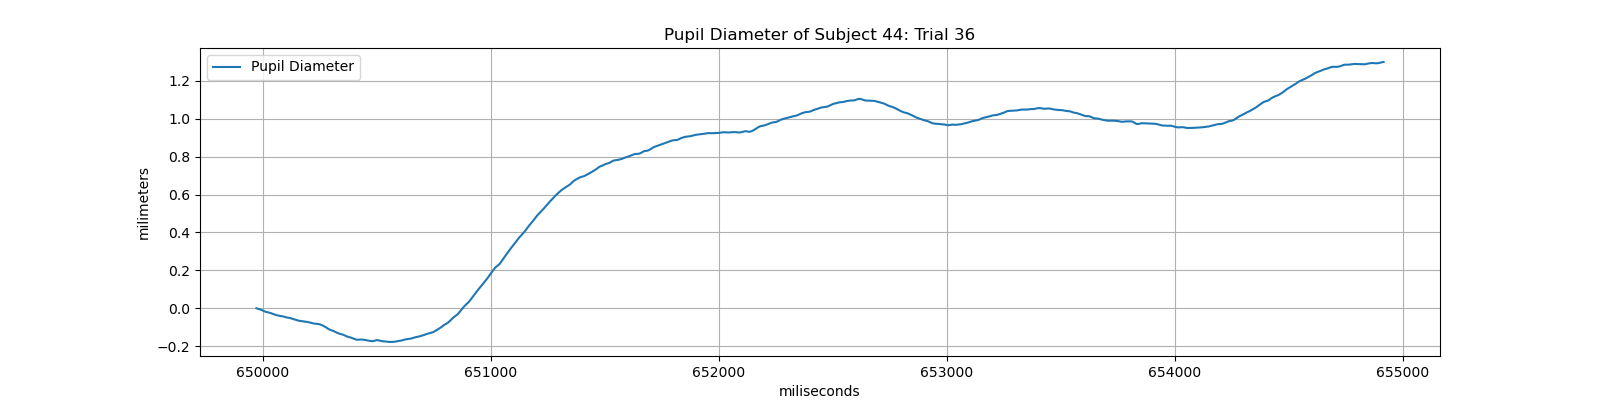 Pupil Diameter of Subject 44: Trial 36
Pupil Diameter
1.2
1.0
0.8
0.6
0.4
0.2
0.0
−0.2
milimeters
650000 651000 652000 653000 654000 655000
miliseconds